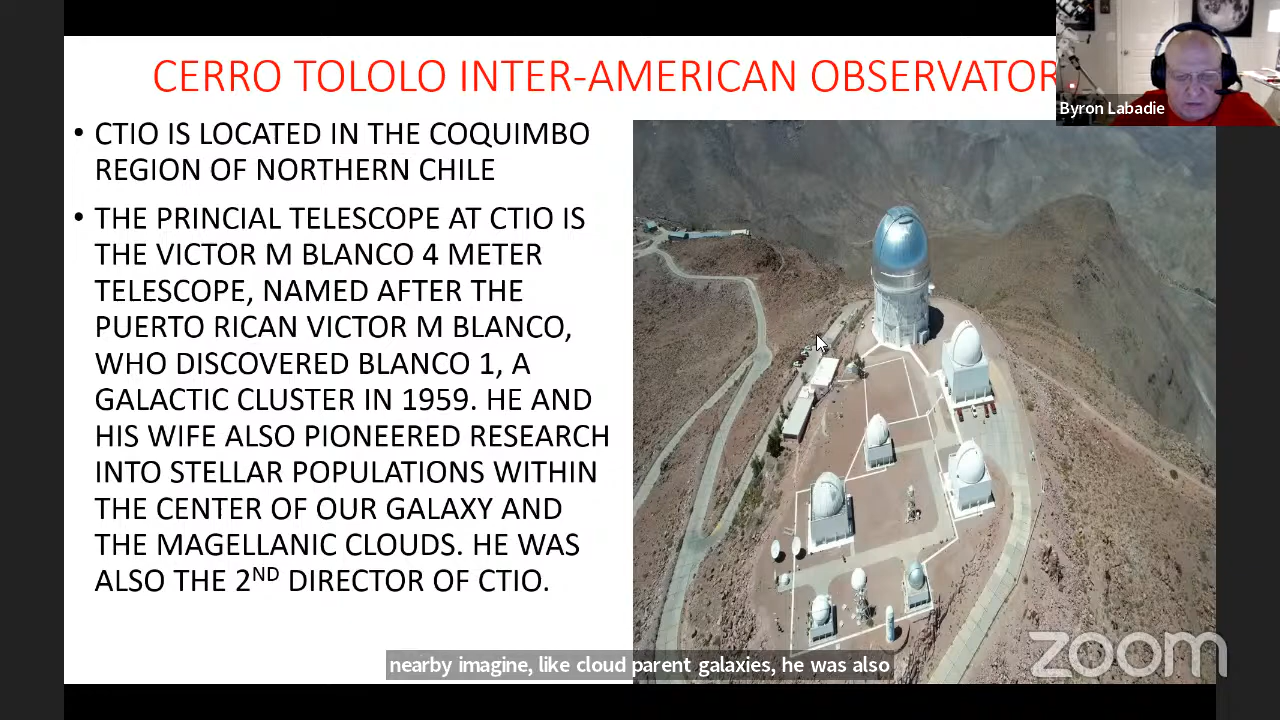 CERRO TOLOLO INTER-AMERICAN OBSERVATOR
Byron Labadie
• CTIO IS LOCATED IN THE COQUIMBO
REGION OF NORTHERN CHILE
• THE PRINCIAL TELESCOPE AT CTIO IS
THE VICTOR M BLANCO 4 METER
TELESCOPE, NAMED AFTER THE
PUERTO RICAN VICTOR M BLANCO,
WHO DISCOVERED BLANCO 1, A
GALACTIC CLUSTER IN 1959. HE AND
HIS WIFE ALSO PIONEERED RESEARCH
INTO STELLAR POPULATIONS WITHIN
THE CENTER OF OUR GALAXY AND
THE MAGELLANIC CLOUDS. HE WAS
ALSO THE 2ND DIRECTOR OF CTIO.
nearby imagine, like cloud parent galaxies, he was also
zoom